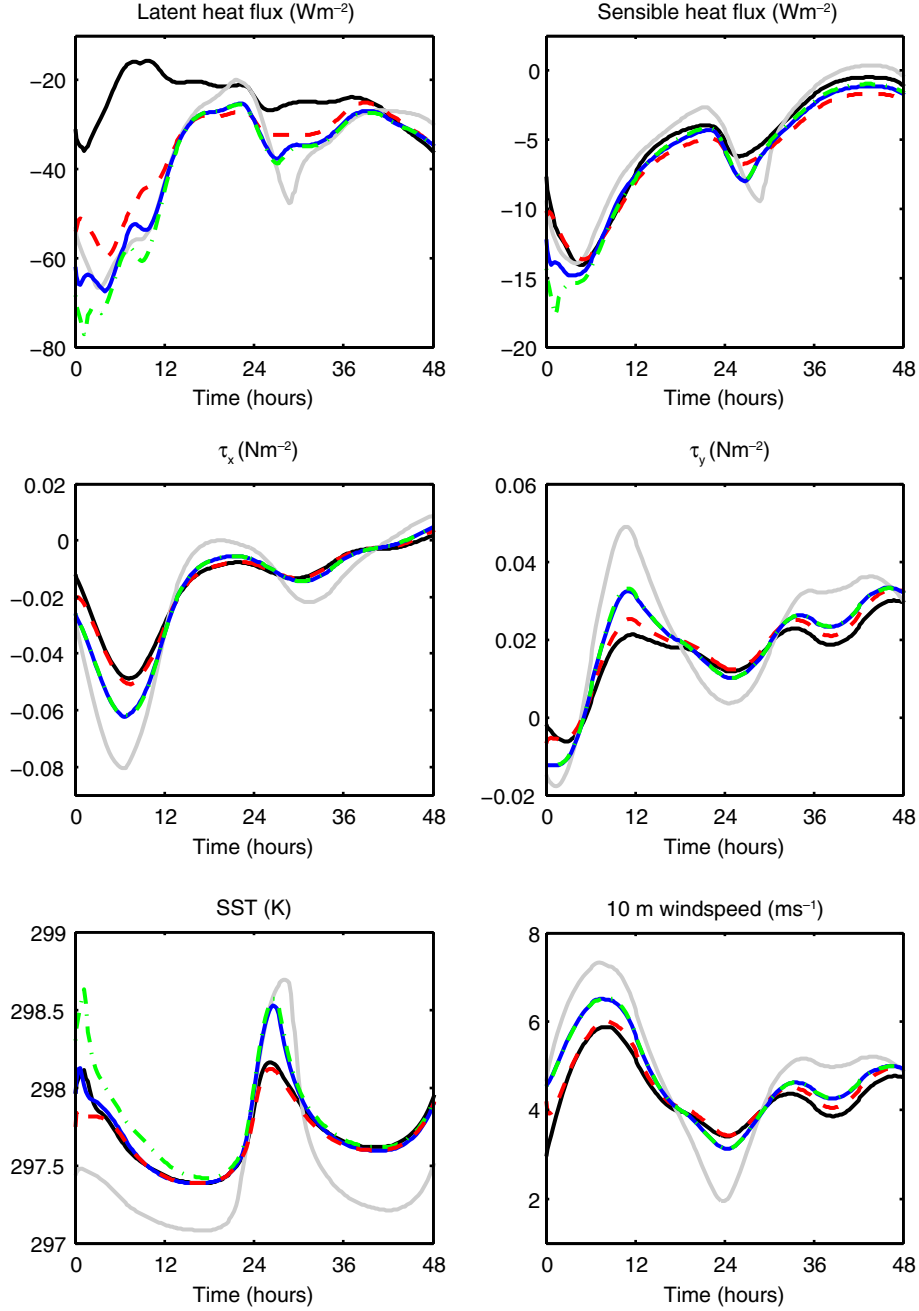 Latent heat flux (Wm⁻²)
−20
−40
−60
−80
0 12 24 36 48
Time (hours)
Sensible heat flux (Wm⁻²)
0
−5
−10
−15
−20
0 12 24 36 48
Time (hours)
τx (Nm⁻²)
0.02
0
−0.02
−0.04
−0.06
−0.08
0 12 24 36 48
Time (hours)
τy (Nm⁻²)
0.06
0.04
0.02
0
−0.02
0 12 24 36 48
Time (hours)
SST (K)
299
298.5
298
297.5
297
0 12 24 36 48
Time (hours)
10 m windspeed (ms⁻¹)
8
6
4
2
0 12 24 36 48
Time (hours)